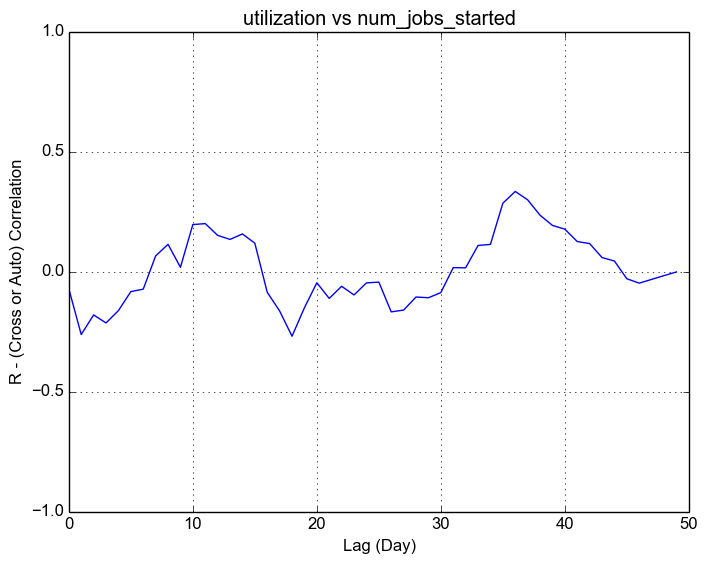 utilization vs num_jobs_started
1.0
0.5
0.0
−0.5
−1.0
R - (Cross or Auto) Correlation
0 10 20 30 40 50
Lag (Day)